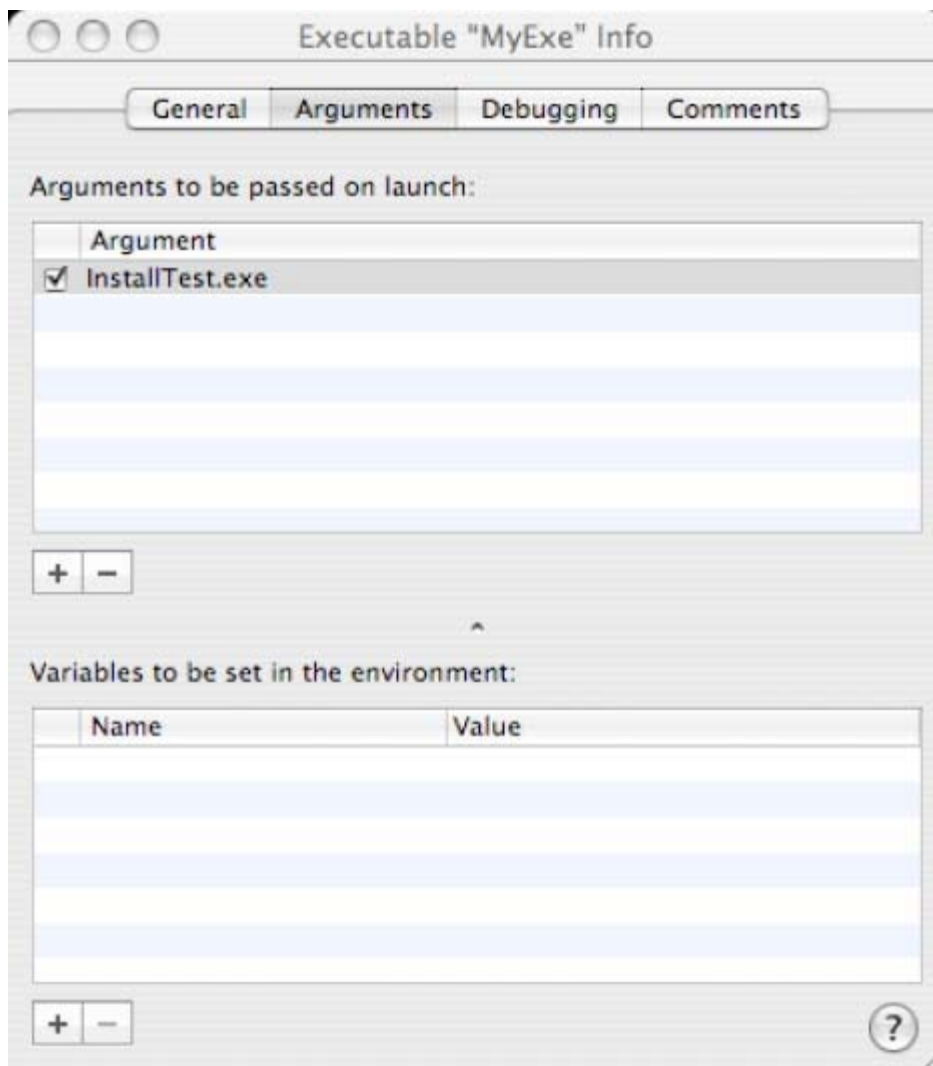 Executable “MyExe” Info
General Arguments Debugging Comments
Arguments to be passed on launch:
Argument
InstallTest.exe
+ −
Variables to be set in the environment:
Name Value
+ −
?